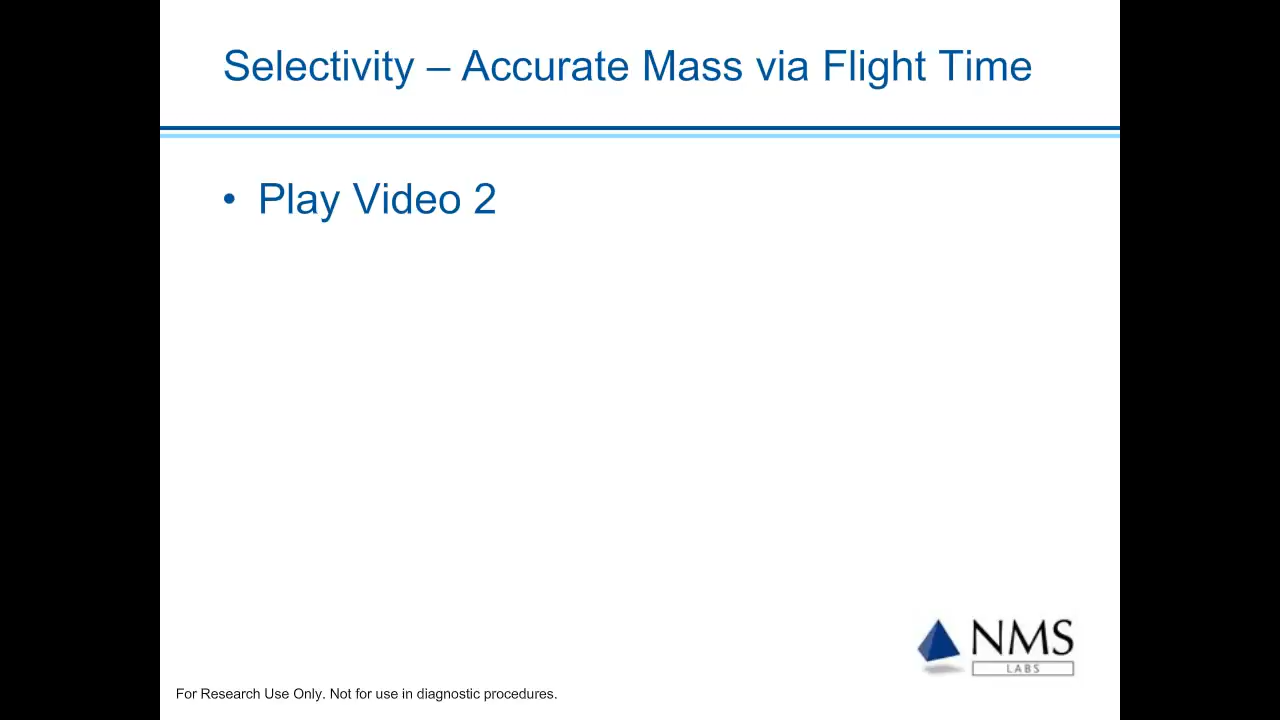 Selectivity – Accurate Mass via Flight Time
• Play Video 2
NMS
LABS
For Research Use Only. Not for use in diagnostic procedures.